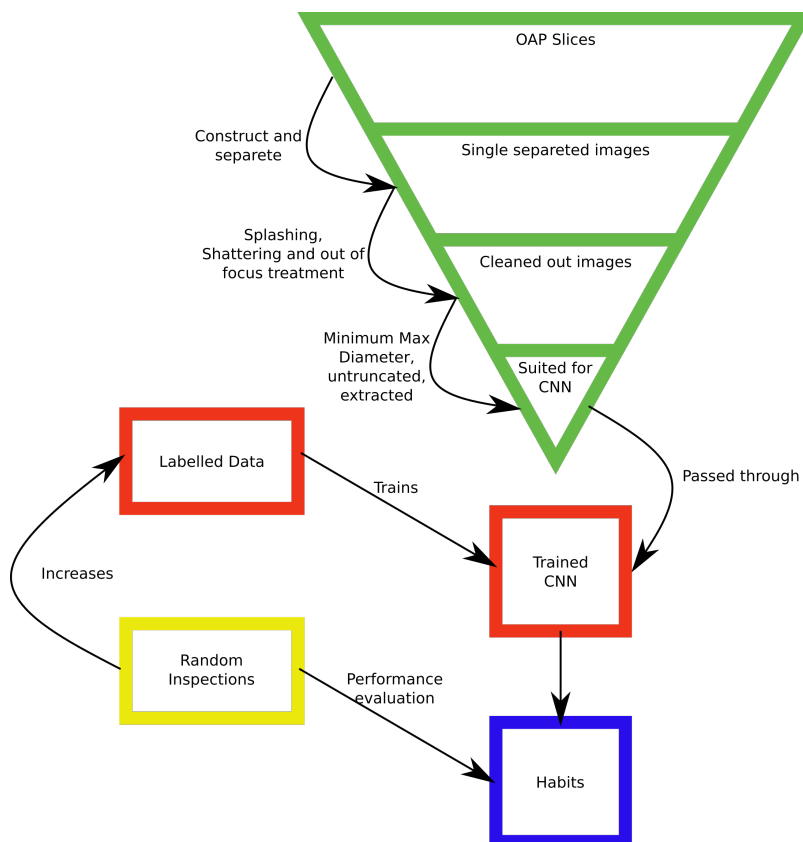 OAP Slices
Construct and
separete
Single separeted images
Splashing,
Shattering and out of
focus treatment
Cleaned out images
Minimum Max
Diameter,
untruncated,
extracted
Suited for
CNN
Labelled Data
Trains
Passed through
Trained
CNN
Increases
Random
Inspections
Performance
evaluation
Habits